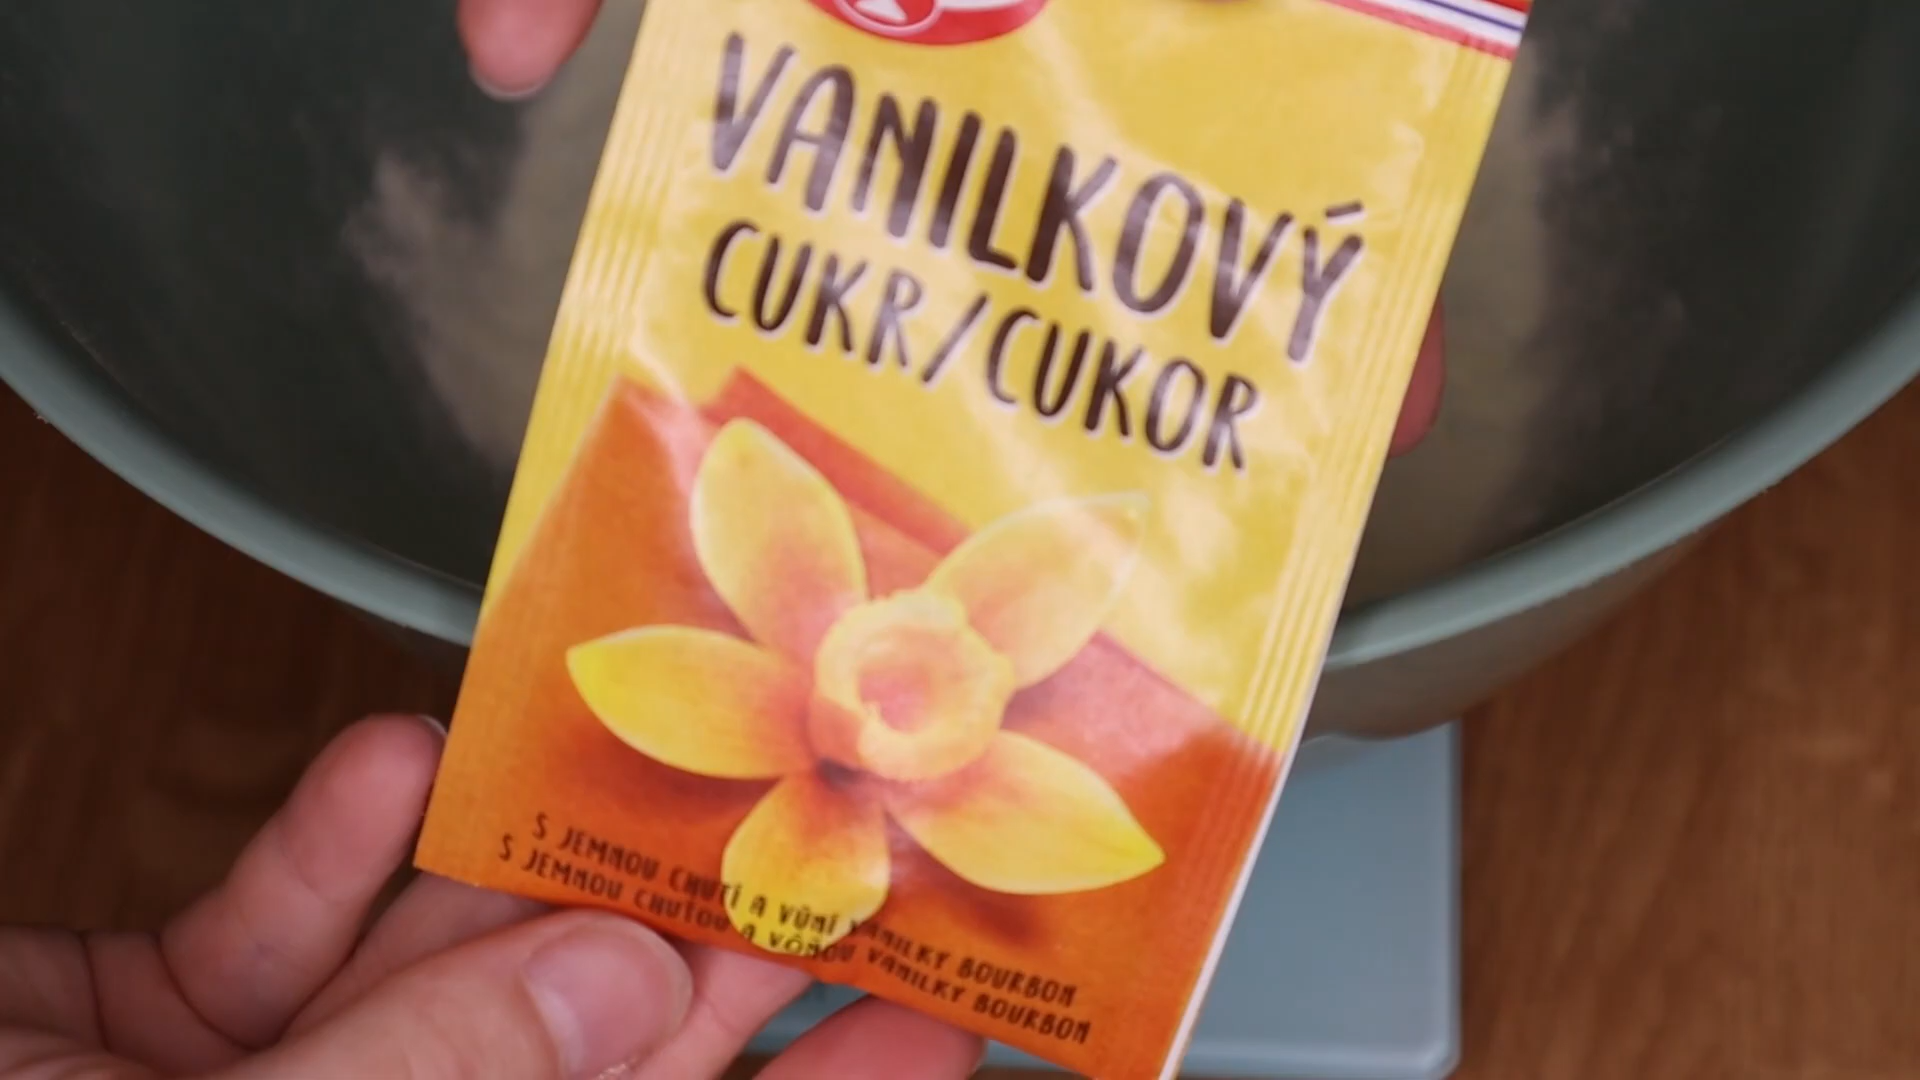 VANILKOVÝ
CUKR/CUKOR
S JEMNOU CHUTÍ A VŮNÍ VANILKY BOURBON
S JEMNOU CHUŤOU A VÔŇOU VANILKY BOURBON